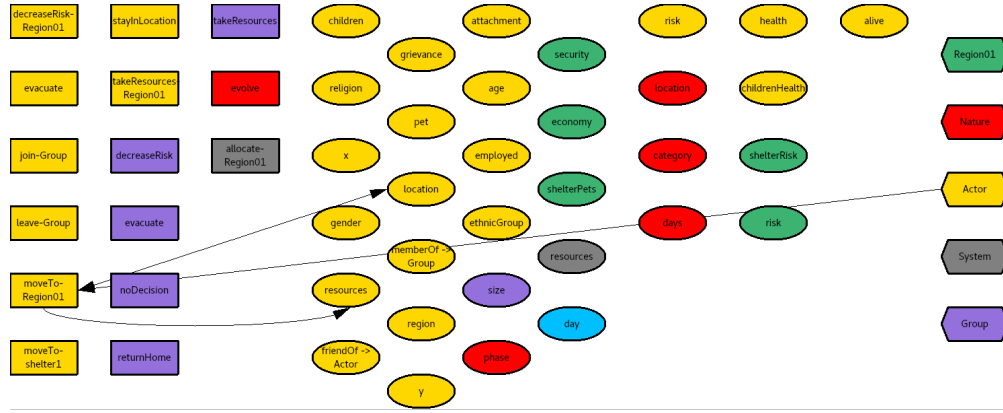 decreaseRisk-
Region01
stayInLocation
takeResources
children
attachment
risk
health
alive
grievance
security
Region01
evacuate
takeResources-
Region01
evolve
religion
age
location
childrenHealth
pet
economy
Nature
join-Group
decreaseRisk
allocate-
Region01
x
employed
category
shelterRisk
location
shelterPets
Actor
leave-Group
evacuate
gender
ethnicGroup
days
risk
memberOf ->
Group
resources
System
moveTo-
Region01
noDecision
resources
size
region
day
Group
moveTo-
shelter1
returnHome
friendOf ->
Actor
phase
y